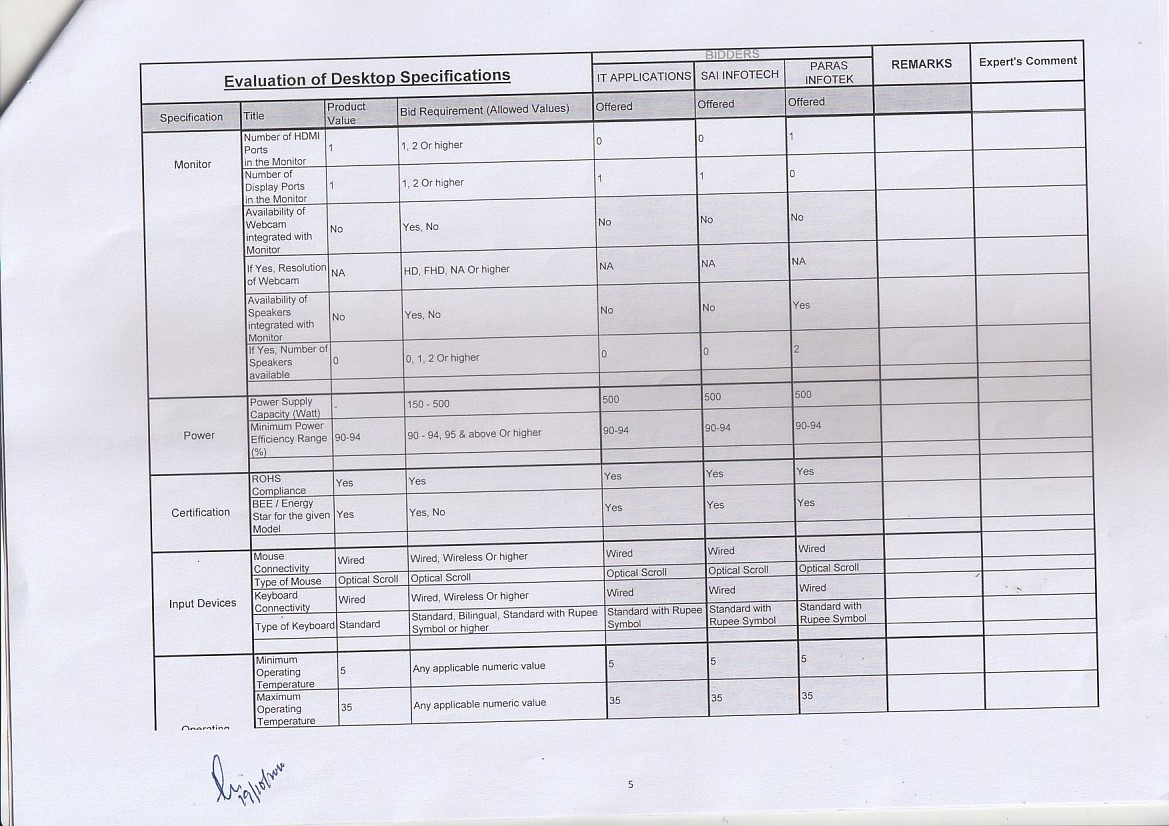 BIDDERS
Evaluation of Desktop Specifications IT APPLICATIONS SAI INFOTECH PARAS INFOTEK REMARKS Expert's Comment
Specification Title Product Value Bid Requirement (Allowed Values) Offered Offered Offered
Monitor Number of HDMI Ports in the Monitor 1 1, 2 Or higher 0 0 1
Number of Display Ports in the Monitor 1 1, 2 Or higher 1 1 0
Availability of Webcam integrated with Monitor No Yes, No No No No
If Yes, Resolution of Webcam NA HD, FHD, NA Or higher NA NA NA
Availability of Speakers integrated with Monitor No Yes, No No No Yes
If Yes, Number of Speakers available 0 0, 1, 2 Or higher 0 0 2
Power Power Supply Capacity (Watt) - 150 - 500 500 500 500
Minimum Power Efficiency Range (%) 90-94 90 - 94, 95 & above Or higher 90-94 90-94 90-94
Certification ROHS Compliance Yes Yes Yes Yes Yes
BEE / Energy Star for the given Model Yes Yes, No Yes Yes Yes
Input Devices Mouse Connectivity Wired Wired, Wireless Or higher Wired Wired Wired
Type of Mouse Optical Scroll Optical Scroll Optical Scroll Optical Scroll Optical Scroll
Keyboard Connectivity Wired Wired, Wireless Or higher Wired Wired Wired
Type of Keyboard Standard Standard, Bilingual, Standard with Rupee Symbol or higher Standard with Rupee Symbol Standard with Rupee Symbol Standard with Rupee Symbol
Minimum Operating Temperature 5 Any applicable numeric value 5 5 5
Operating Maximum Operating Temperature 35 Any applicable numeric value 35 35 35
5